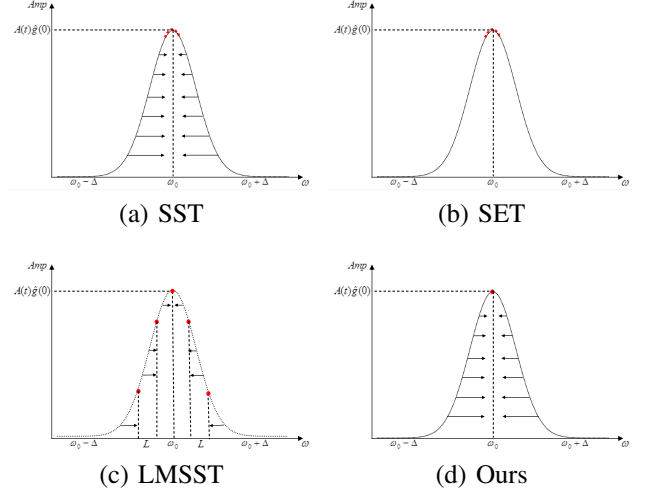 Amp
A(t)ĝ(0)
ω₀ − Δ ω₀ ω₀ + Δ ω
(a) SST
Amp
A(t)ĝ(0)
ω₀ − Δ ω₀ ω₀ + Δ ω
(b) SET
Amp
A(t)ĝ(0)
ω₀ − Δ L ω₀ L ω₀ + Δ ω
(c) LMSST
Amp
A(t)ĝ(0)
ω₀ − Δ ω₀ ω₀ + Δ ω
(d) Ours